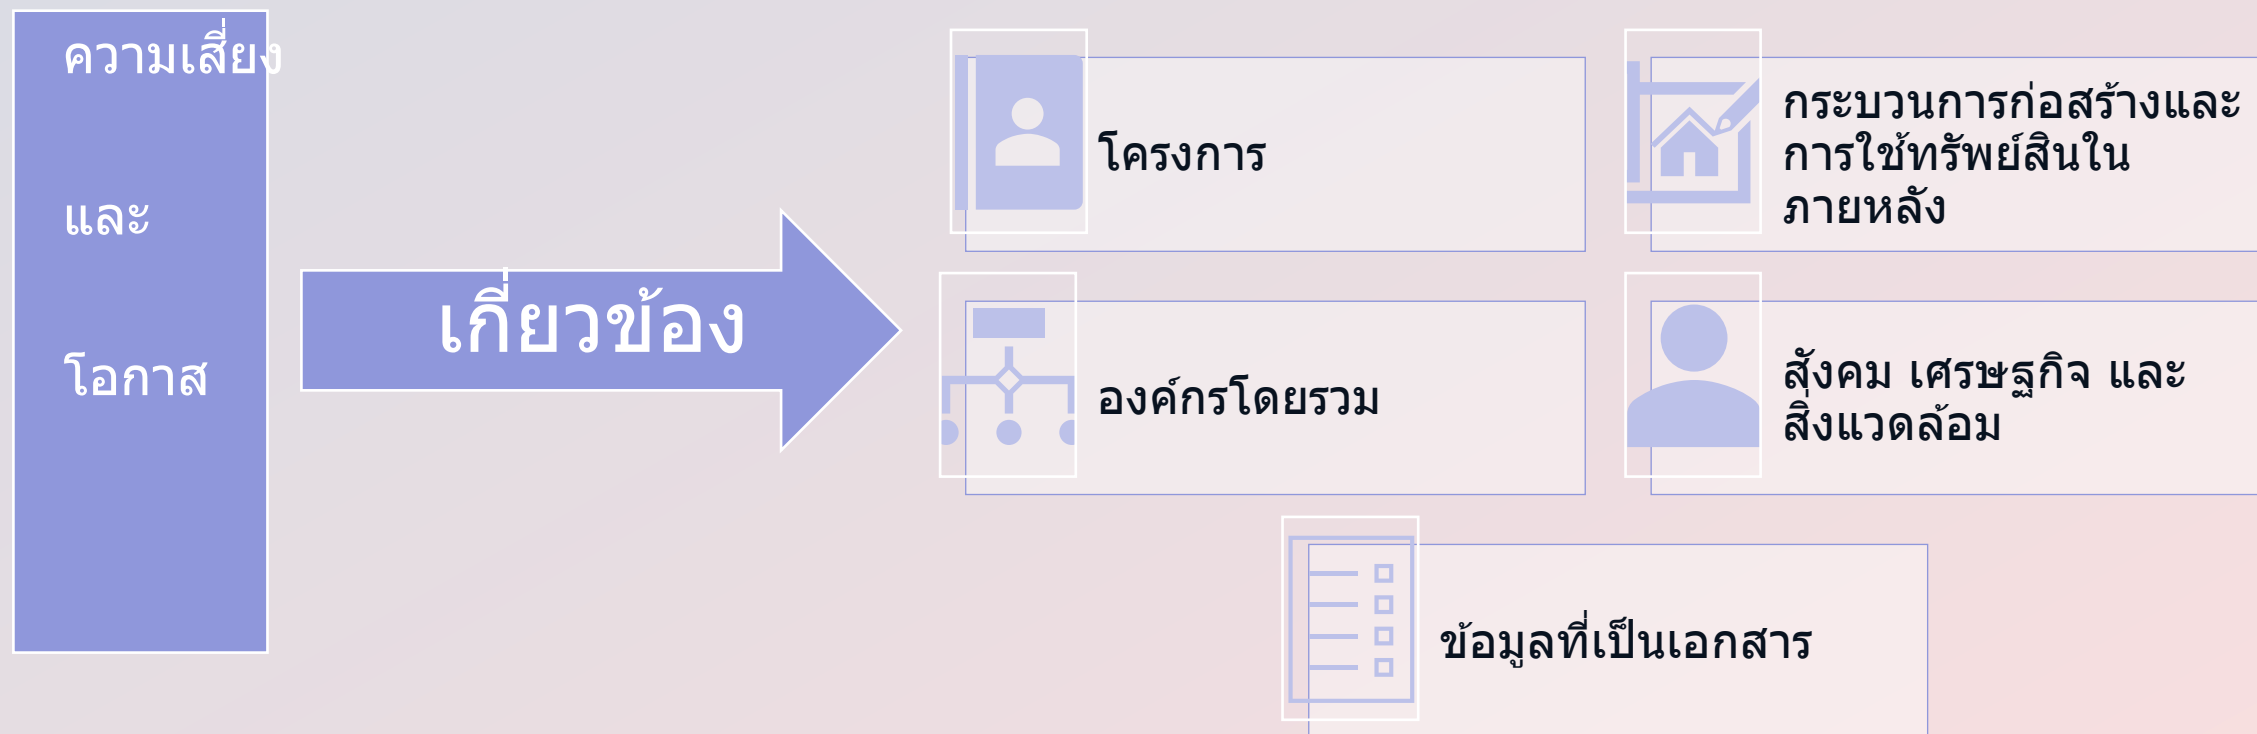 ความเสี่ยง
และ
โอกาส
เกี่ยวข้อง
โครงการ
กระบวนการก่อสร้างและ
การใช้ทรัพย์สินใน
ภายหลัง
องค์กรโดยรวม
สังคม เศรษฐกิจ และ
สิ่งแวดล้อม
ข้อมูลที่เป็นเอกสาร